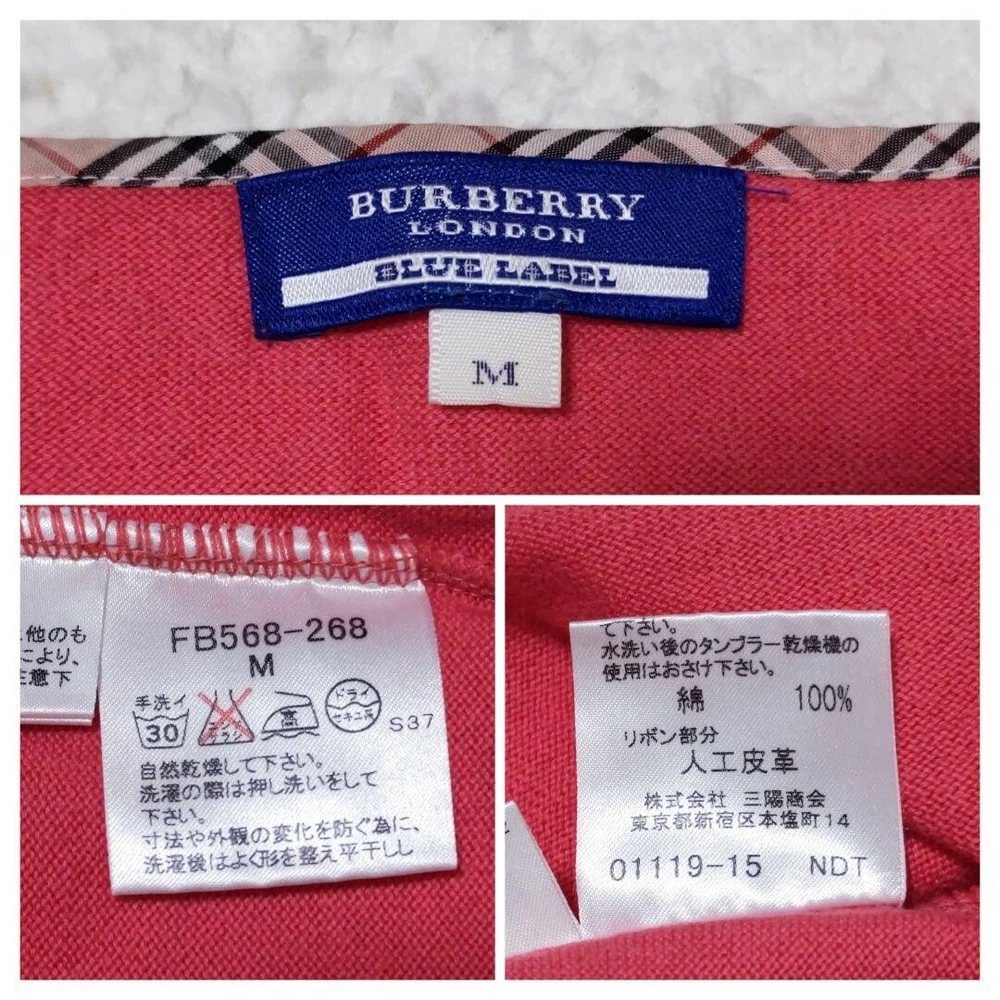 BURBERRY
LONDON
BLUE LABEL
M
他のも
により、
注意下
FB568-268
M
手洗イ
30
エンソ
サラシ
高
ドライ
セキユ系
S37
自然乾燥して下さい。
洗濯の際は押し洗いをして
下さい。
寸法や外観の変化を防ぐ為に、
洗濯後はよく形を整え平干しし
て下さい。
水洗い後のタンブラー乾燥機の
使用はおさけ下さい。
綿 100%
リボン部分
人工皮革
株式会社 三陽商会
東京都新宿区本塩町14
01119-15 NDT